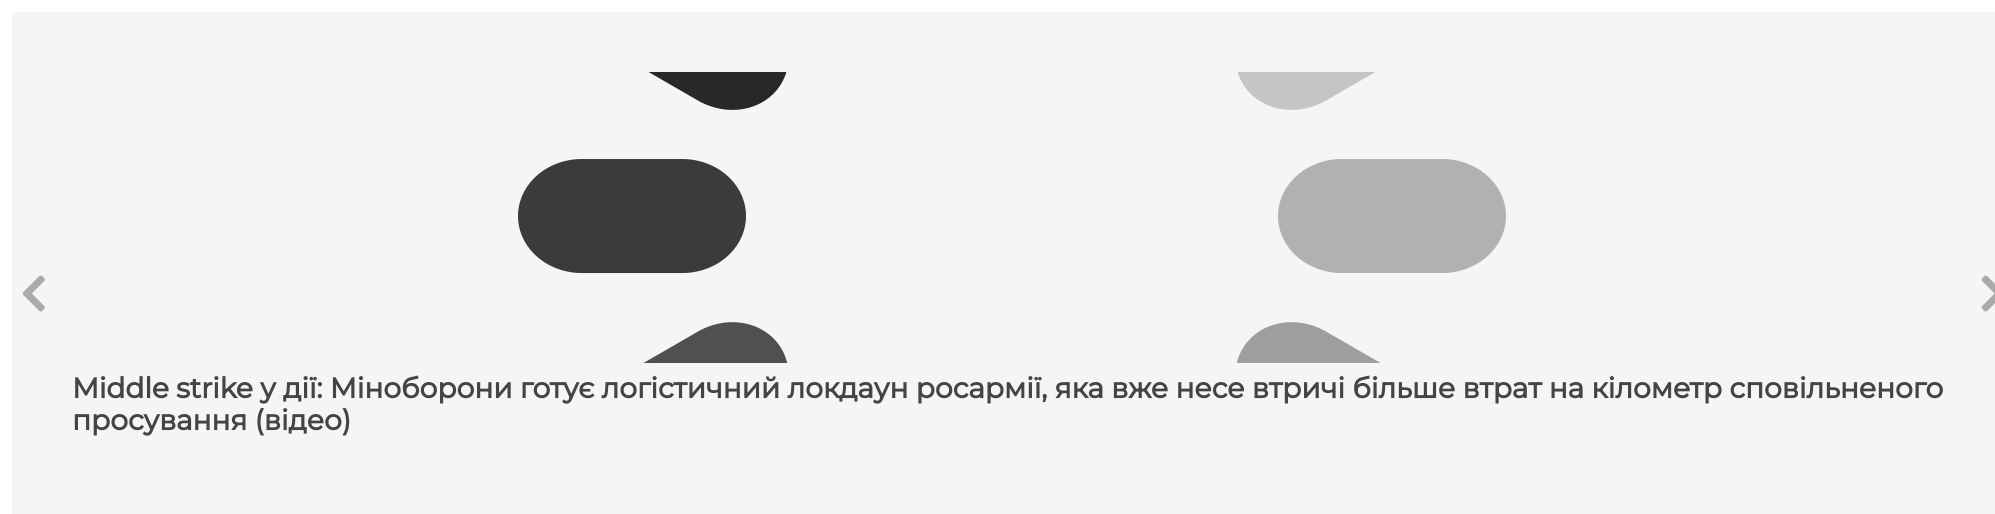 Middle strike у дії: Міноборони готує логістичний локдаун росармії, яка вже несе втричі більше втрат на кілометр сповільненого
просування (відео)